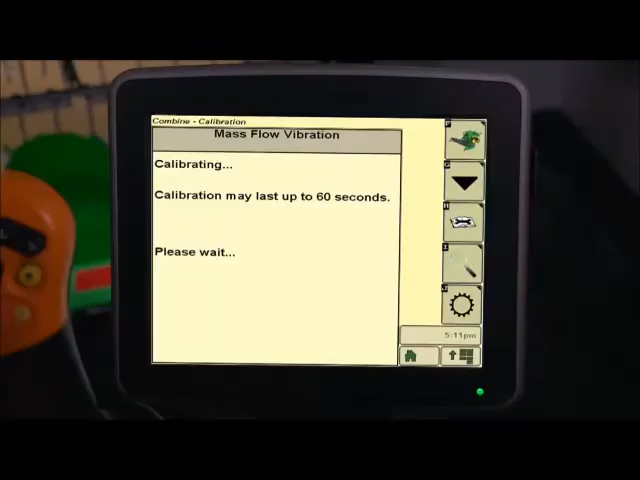 Combine - Calibration
Mass Flow Vibration
Calibrating...
Calibration may last up to 60 seconds.
Please wait...
5:11pm